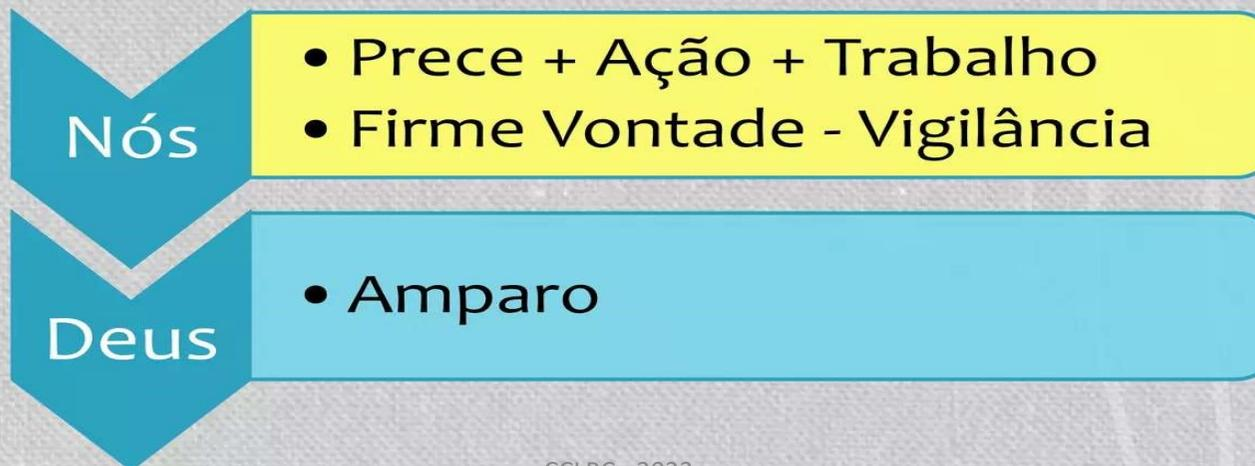 Nós
• Prece + Ação + Trabalho
• Firme Vontade - Vigilância
Deus
• Amparo